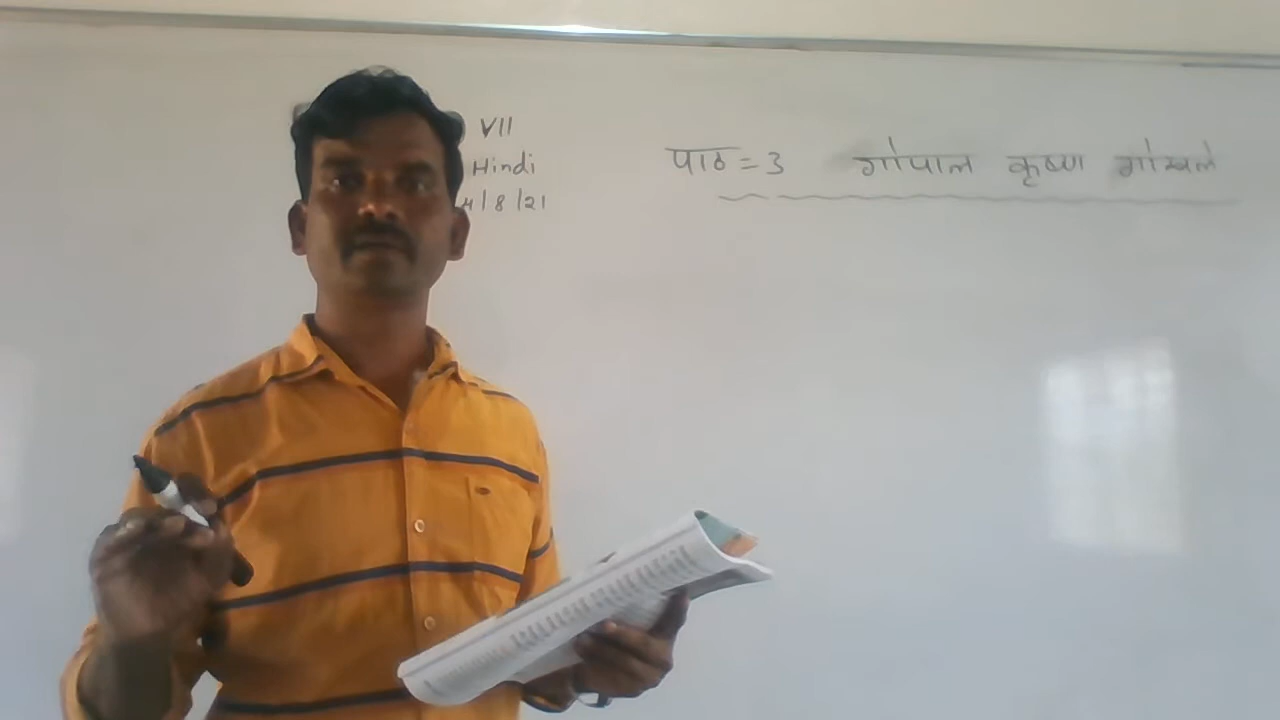 VII
Hindi
4/8/21
पाठ = 3 गोपाल कृष्ण गोखले